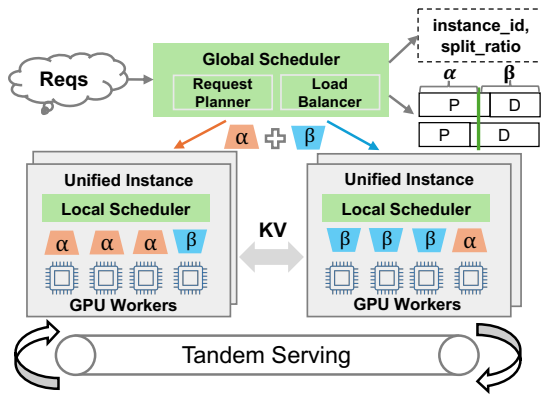 instance_id,
split_ratio
Global Scheduler
Reqs
Request
Planner
Load
Balancer
α
β
P
D
P
D
α
β
Unified Instance
Local Scheduler
α
α
α
β
GPU Workers
KV
Unified Instance
Local Scheduler
β
β
β
α
GPU Workers
Tandem Serving